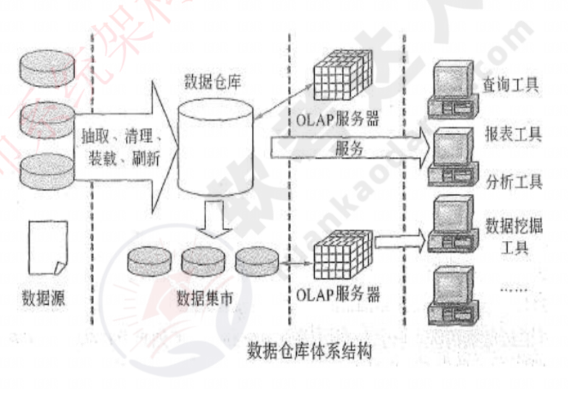 数据仓库
查询工具
OLAP服务器
抽取、清理、
装载、刷新
服务
报表工具
分析工具
数据挖掘
工具
数据源
数据集市
OLAP服务器
……
数据仓库体系结构